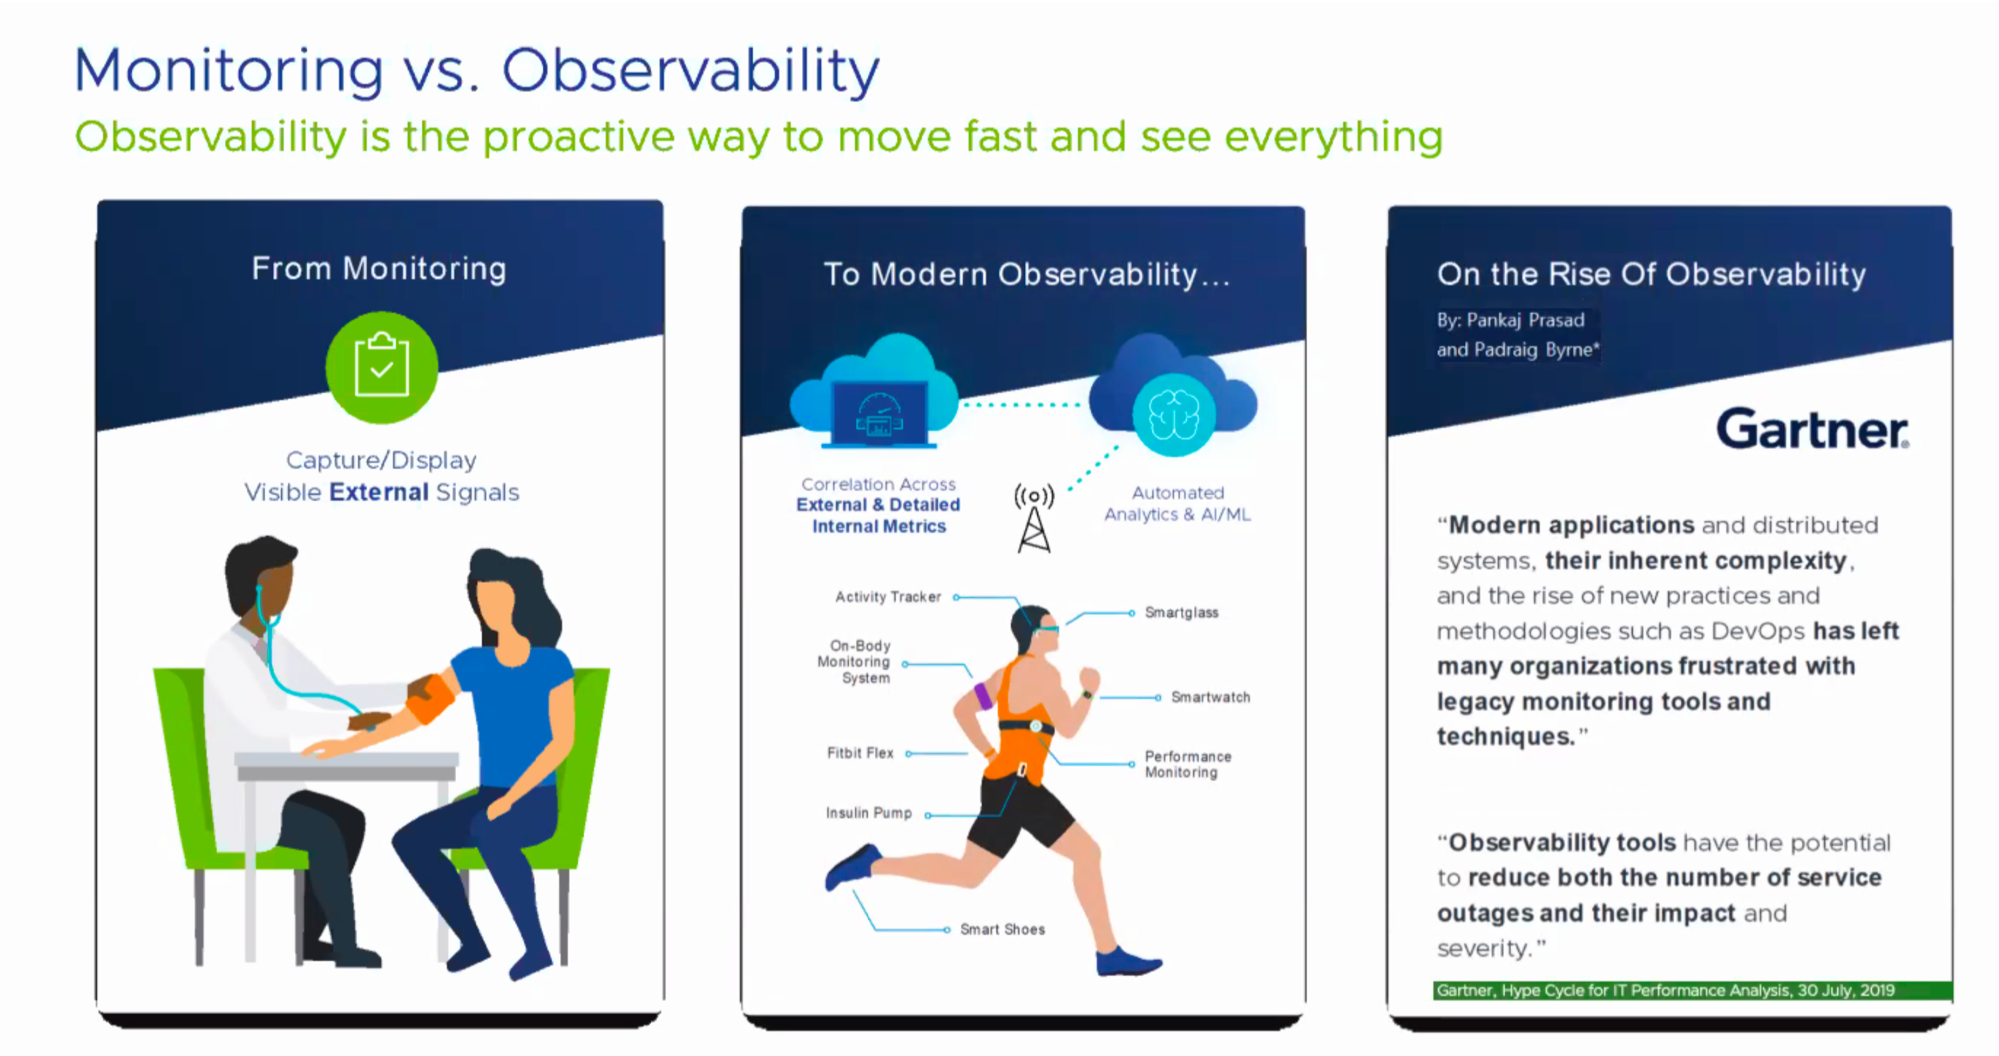 Monitoring vs. Observability
Observability is the proactive way to move fast and see everything
From Monitoring
Capture/Display
Visible External Signals
To Modern Observability...
Correlation Across
External & Detailed
Internal Metrics
Automated
Analytics & AI/ML
Activity Tracker
Smartglass
On-Body
Monitoring
System
Smartwatch
Fitbit Flex
Performance
Monitoring
Insulin Pump
Smart Shoes
On the Rise Of Observability
By: Pankaj Prasad
and Padraig Byrne*
Gartner®
“Modern applications and distributed
systems, their inherent complexity,
and the rise of new practices and
methodologies such as DevOps has left
many organizations frustrated with
legacy monitoring tools and
techniques.”
“Observability tools have the potential
to reduce both the number of service
outages and their impact and
severity.”
Gartner, Hype Cycle for IT Performance Analysis, 30 July, 2019